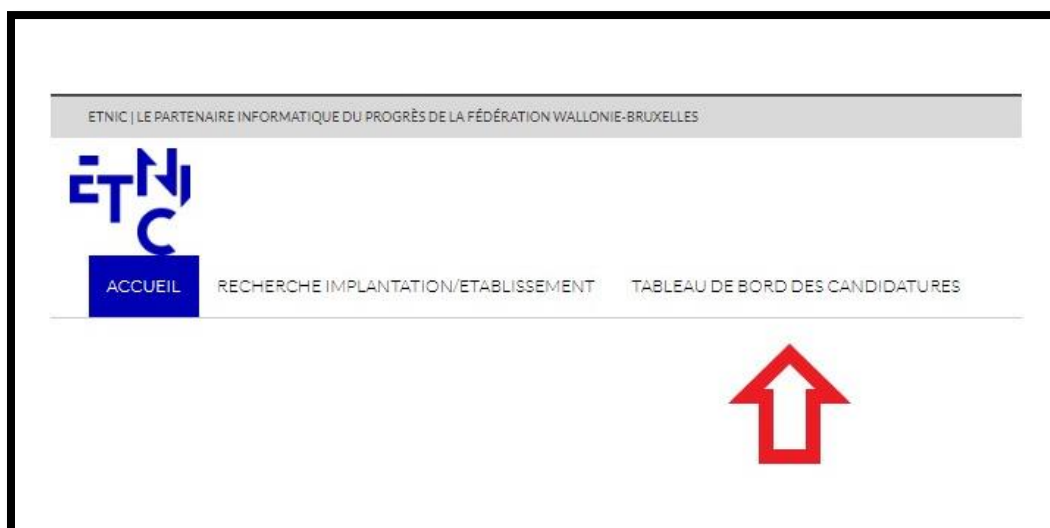 ETNIC | LE PARTENAIRE INFORMATIQUE DU PROGRÈS DE LA FÉDÉRATION WALLONIE-BRUXELLES
ETNIC
ACCUEIL RECHERCHE IMPLANTATION/ETABLISSEMENT TABLEAU DE BORD DES CANDIDATURES